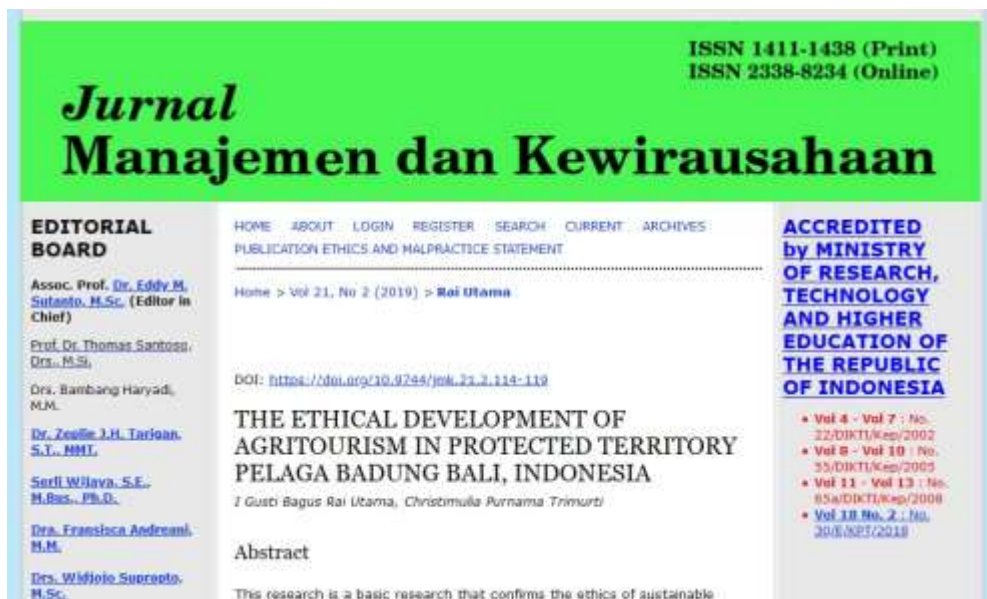 ISSN 1411-1438 (Print)
ISSN 2338-8234 (Online)
Jurnal
Manajemen dan Kewirausahaan
EDITORIAL
BOARD
Assoc. Prof. Dr. Eddy M.
Sutanto, M.Sc. (Editor in
Chief)
Prof. Dr. Thomas Santoso,
Drs., M.Si.
Drs. Bambang Haryadi,
M.M.
Dr. Zeplin J.H. Tarigan,
S.T., MMT.
Serli Wijaya, S.E.,
M.Bus., Ph.D.
Dra. Fransisca Andreani,
M.M.
Drs. Widjojo Suprapto,
M.Sc.
HOME ABOUT LOGIN REGISTER SEARCH CURRENT ARCHIVES
PUBLICATION ETHICS AND MALPRACTICE STATEMENT
Home > Vol 21, No 2 (2019) > Rai Utama
DOI: https://doi.org/10.9744/jmk.21.2.114-119
THE ETHICAL DEVELOPMENT OF
AGRITOURISM IN PROTECTED TERRITORY
PELAGA BADUNG BALI, INDONESIA
I Gusti Bagus Rai Utama, Christimulia Purnama Trimurti
Abstract
This research is a basic research that confirms the ethics of sustainable
ACCREDITED
by MINISTRY
OF RESEARCH,
TECHNOLOGY
AND HIGHER
EDUCATION OF
THE REPUBLIC
OF INDONESIA
• Vol 4 - Vol 7 : No.
22/DIKTI/Kep/2002
• Vol 8 - Vol 10 : No.
55/DIKTI/Kep/2005
• Vol 11 - Vol 13 : No.
65a/DIKTI/Kep/2008
• Vol 18 No. 2 : No.
30/E/KPT/2018